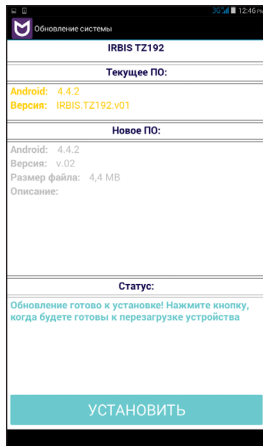 3G 12:46 PM
Обновление системы
IRBIS TZ192
Текущее ПО:
Android: 4.4.2
Версия: IRBIS.TZ192.v01
Новое ПО:
Android: 4.4.2
Версия: v.02
Размер файла: 4,4 MB
Описание:
Статус:
Обновление готово к установке! Нажмите кнопку,
когда будете готовы к перезагрузке устройства
УСТАНОВИТЬ